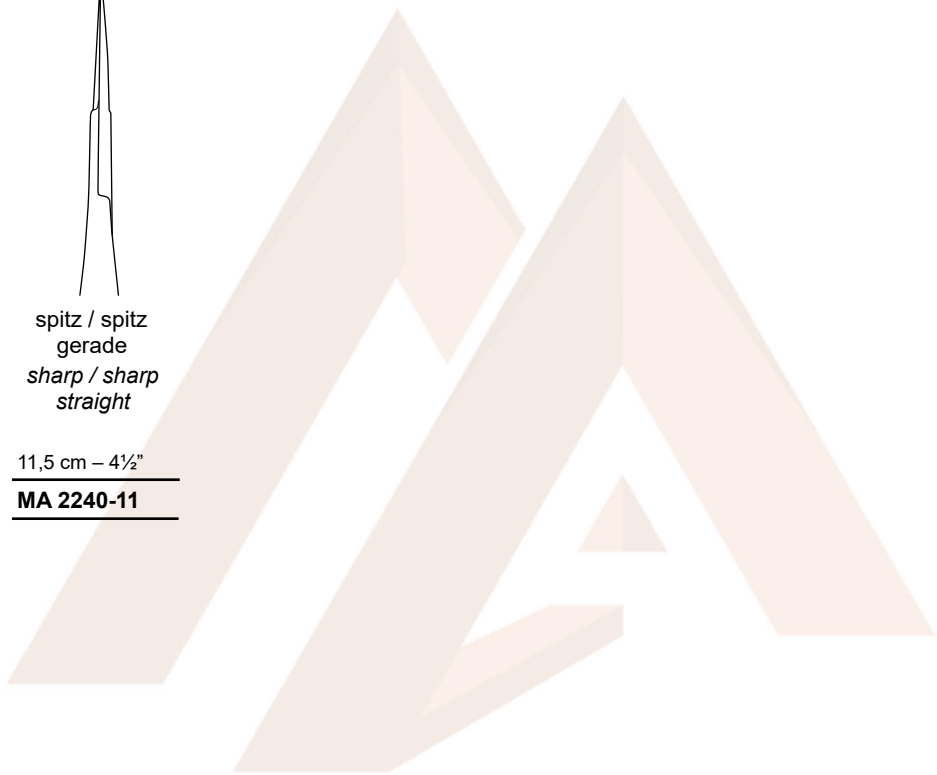 spitz / spitz
gerade
sharp / sharp
straight
11,5 cm – 4½”
MA 2240-11